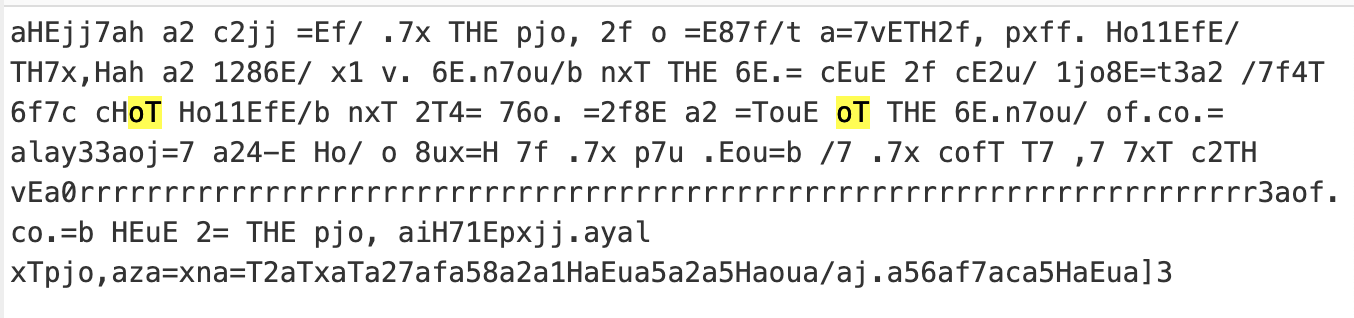 aHEjj7ah a2 c2jj =Ef/ .7x THE pjo, 2f o =E87f/t a=7vETH2f, pxff. Ho11EfE/
TH7x,Hah a2 1286E/ x1 v. 6E.n7ou/b nxT THE 6E.= cEuE 2f cE2u/ 1jo8E=t3a2 /7f4T
6f7c cHoT Ho11EfE/b nxT 2T4= 76o. =2f8E a2 =TouE oT THE 6E.n7ou/ of.co.=
alay33aoj=7 a24-E Ho/ o 8ux=H 7f .7x p7u .Eou=b /7 .7x cofT T7 ,7 7xT c2TH
vEa0rrrrrrrrrrrrrrrrrrrrrrrrrrrrrrrrrrrrrrrrrrrrrrrrrrrrrrrrrrrrrrrrrrrrrr3aof.
co.=b HEuE 2= THE pjo, aiH71Epxjj.ayal
xTpjo,aza=xna=T2aTxaTa27afa58a2a1HaEua5a2a5Haoua/aj.a56af7aca5HaEua]3